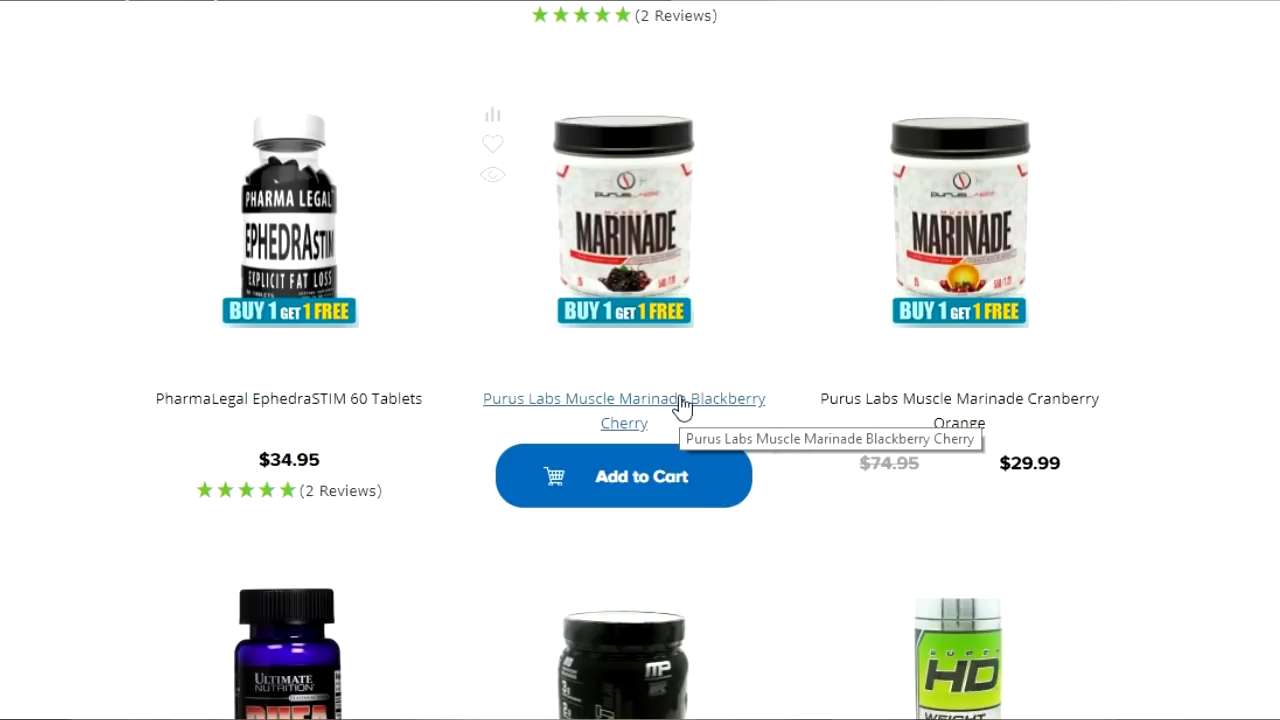 (2 Reviews)
PHARMA LEGAL
EPHEDRASTIM
EXPLICIT FAT LOSS
BUY 1 GET 1 FREE
MARINADE
BUY 1 GET 1 FREE
MARINADE
BUY 1 GET 1 FREE
PharmaLegal EphedraSTIM 60 Tablets
Purus Labs Muscle Marinade Blackberry
Cherry
Purus Labs Muscle Marinade Cranberry
Orange
Purus Labs Muscle Marinade Blackberry Cherry
$34.95
Add to Cart
$74.95 $29.99
(2 Reviews)
ULTIMATE
NUTRITION
MP
SUPER
HD
WEIGHT